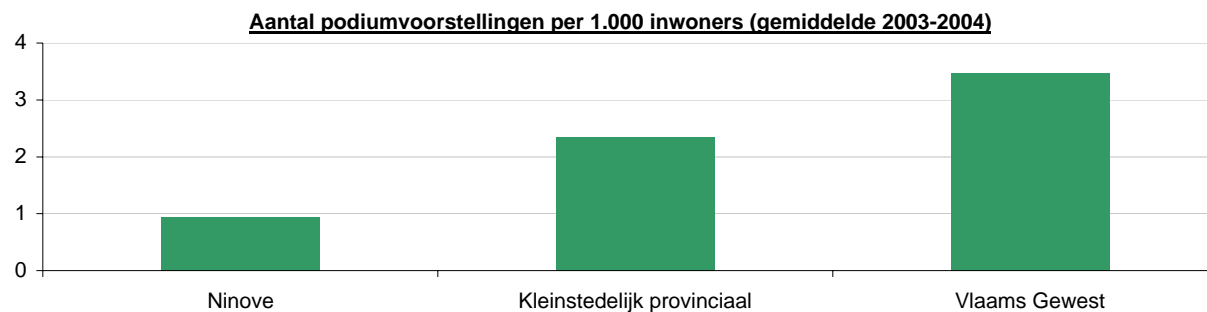 Aantal podiumvoorstellingen per 1.000 inwoners (gemiddelde 2003-2004)
4
3
2
1
0
Ninove
Kleinstedelijk provinciaal
Vlaams Gewest